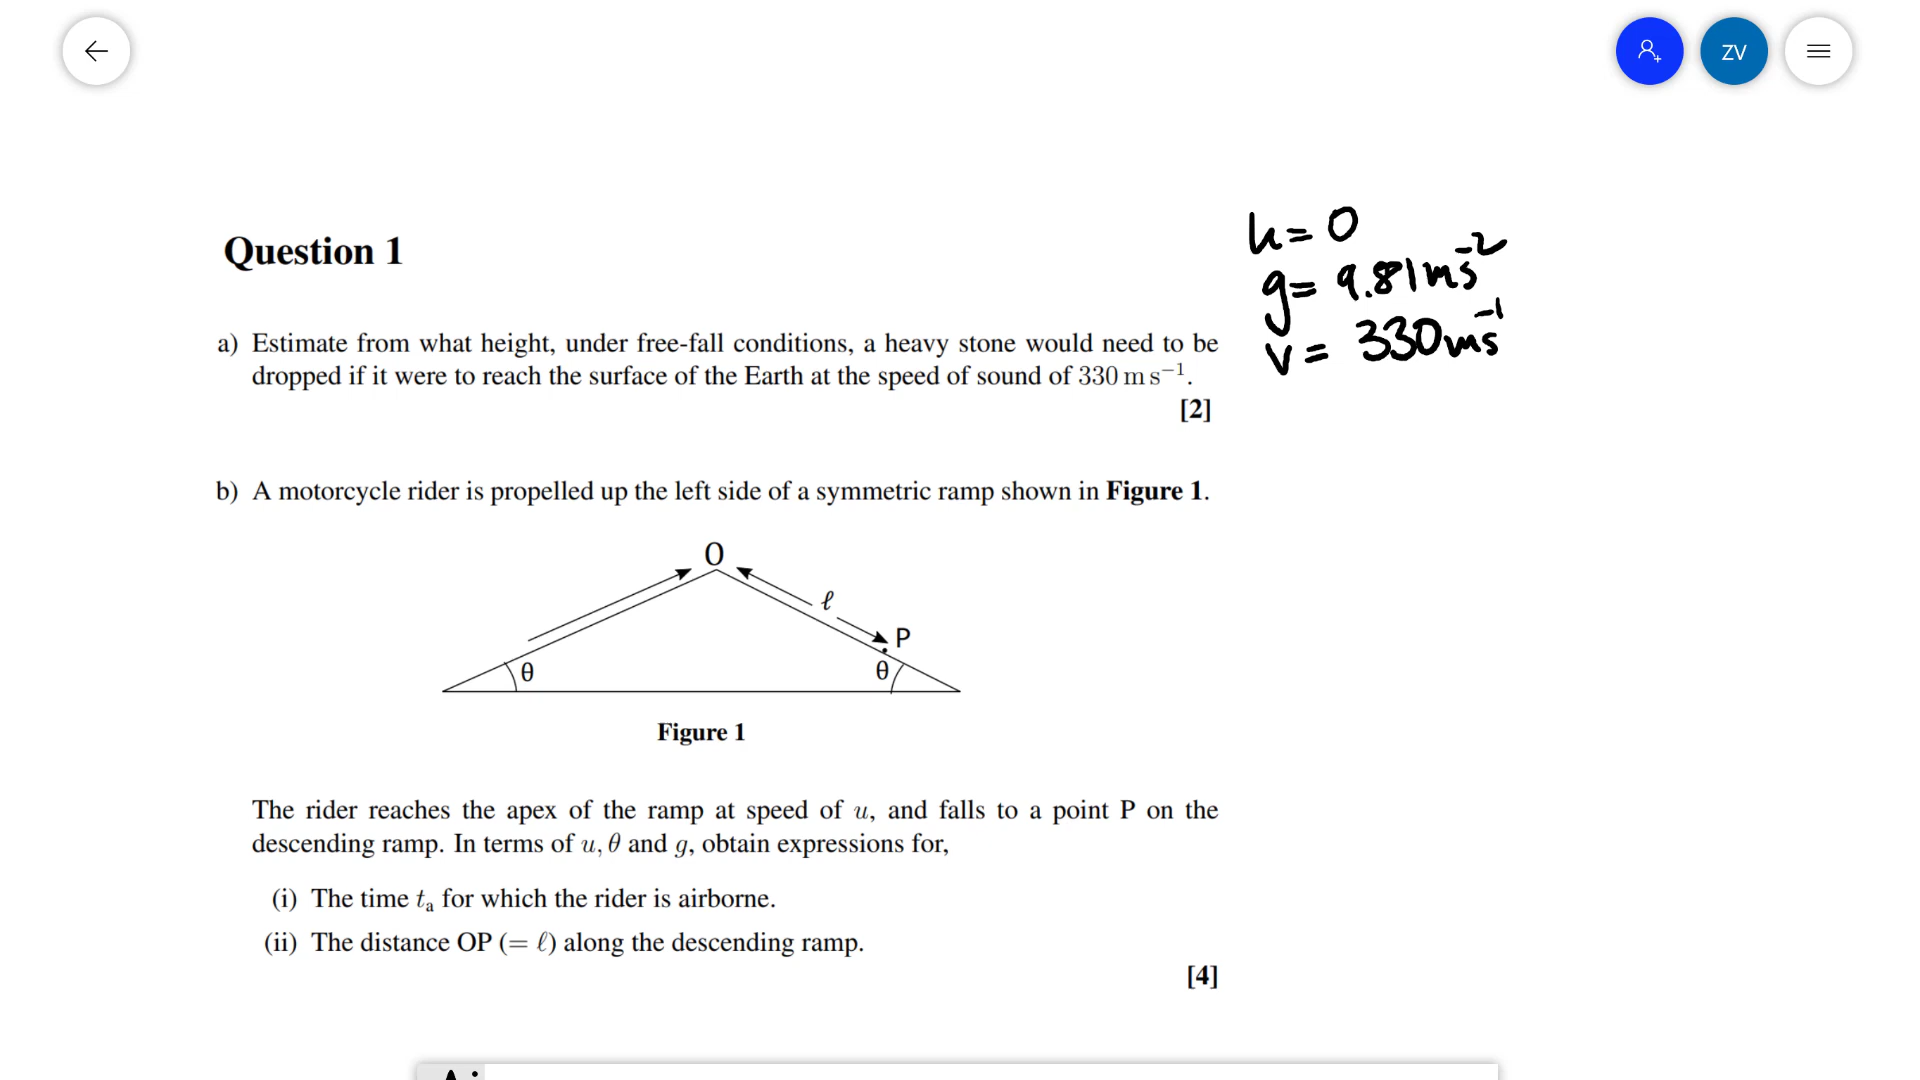 ZV
Question 1
u= 0
g= 9.81ms⁻²
v= 330ms⁻¹
a) Estimate from what height, under free-fall conditions, a heavy stone would need to be
dropped if it were to reach the surface of the Earth at the speed of sound of 330 m s⁻¹.
[2]
b) A motorcycle rider is propelled up the left side of a symmetric ramp shown in Figure 1.
O
ℓ
P
θ
θ
Figure 1
The rider reaches the apex of the ramp at speed of u, and falls to a point P on the
descending ramp. In terms of u, θ and g, obtain expressions for,
(i) The time tₐ for which the rider is airborne.
(ii) The distance OP (= ℓ) along the descending ramp.
[4]